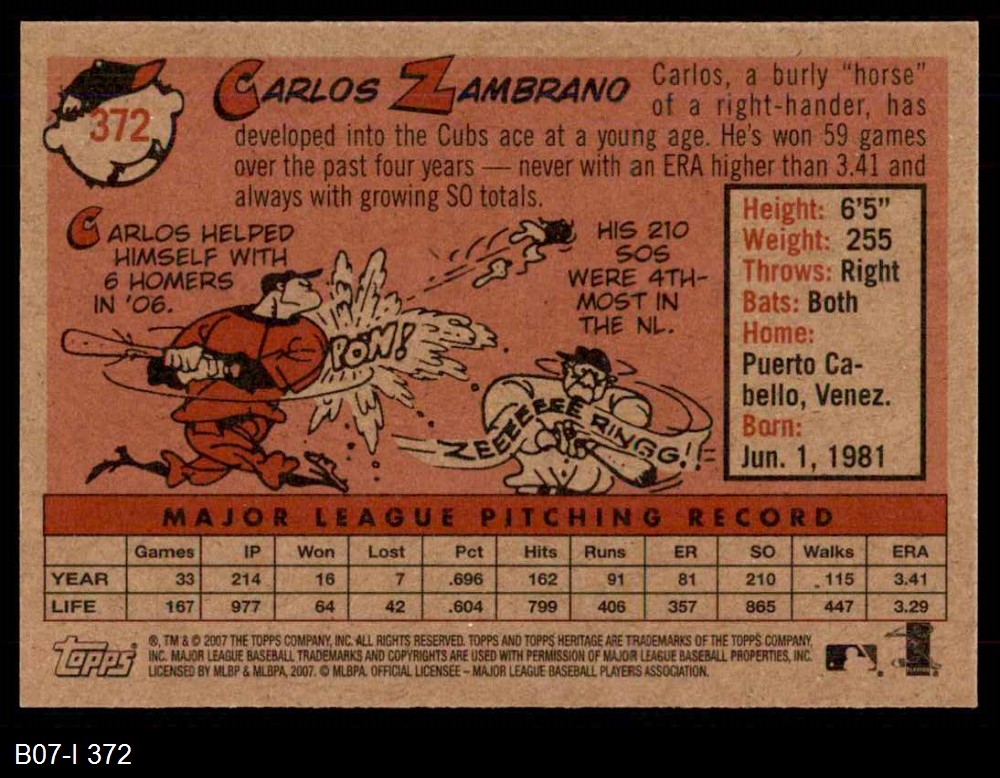 372
CARLOS ZAMBRANO
Carlos, a burly “horse”
of a right-hander, has
developed into the Cubs ace at a young age. He's won 59 games
over the past four years — never with an ERA higher than 3.41 and
always with growing SO totals.
CARLOS HELPED
HIMSELF WITH
6 HOMERS
IN '06.
POW!
HIS 210
SOS
WERE 4TH-
MOST IN
THE NL.
ZEEEEEEEE RINGG!!
Height: 6'5”
Weight: 255
Throws: Right
Bats: Both
Home:
Puerto Ca-
bello, Venez.
Born:
Jun. 1, 1981
MAJOR LEAGUE PITCHING RECORD
Games IP Won Lost Pct Hits Runs ER SO Walks ERA
YEAR 33 214 16 7 .696 162 91 81 210 115 3.41
LIFE 167 977 64 42 .604 799 406 357 865 447 3.29
Topps
®, TM & © 2007 THE TOPPS COMPANY, INC. ALL RIGHTS RESERVED. TOPPS AND TOPPS HERITAGE ARE TRADEMARKS OF THE TOPPS COMPANY,
INC. MAJOR LEAGUE BASEBALL TRADEMARKS AND COPYRIGHTS ARE USED WITH PERMISSION OF MAJOR LEAGUE BASEBALL PROPERTIES, INC.
LICENSED BY MLBP & MLBPA, 2007. © MLBPA. OFFICIAL LICENSEE – MAJOR LEAGUE BASEBALL PLAYERS ASSOCIATION.
B07-I 372